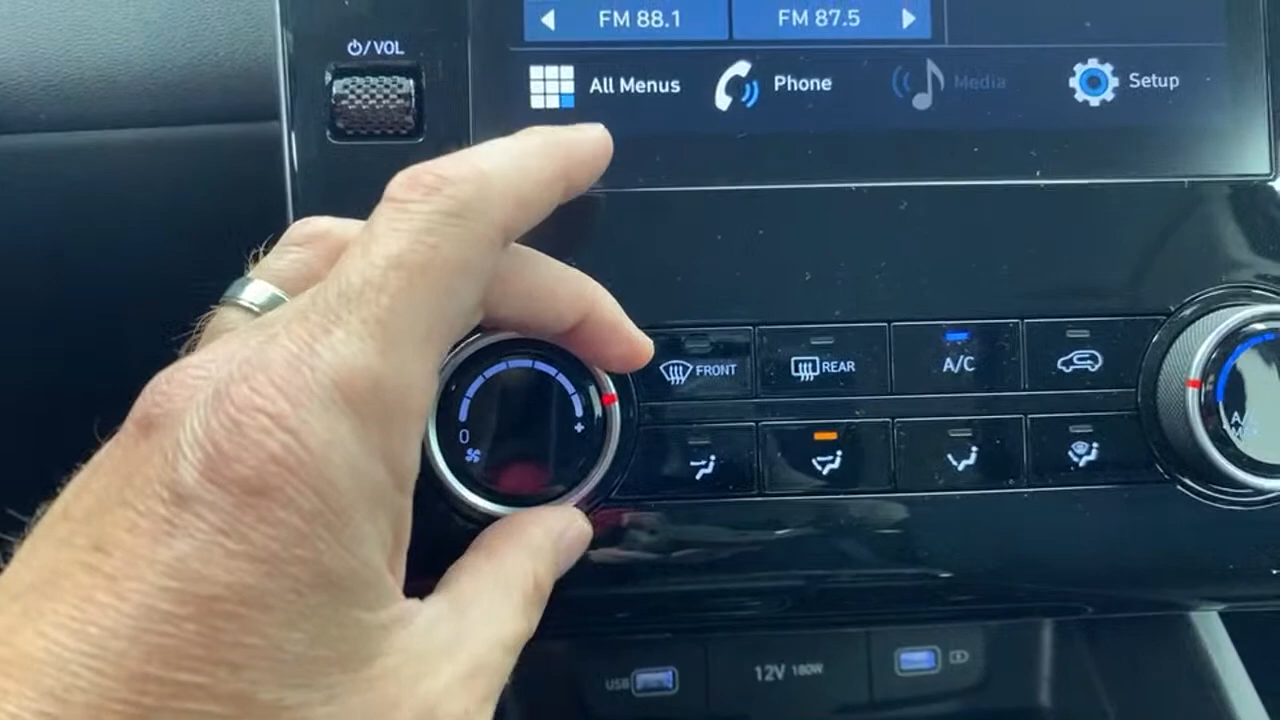 FM 88.1
FM 87.5
/VOL
All Menus
Phone
Media
Setup
FRONT
REAR
A/C
0
+
A/C
USB
12V 180W